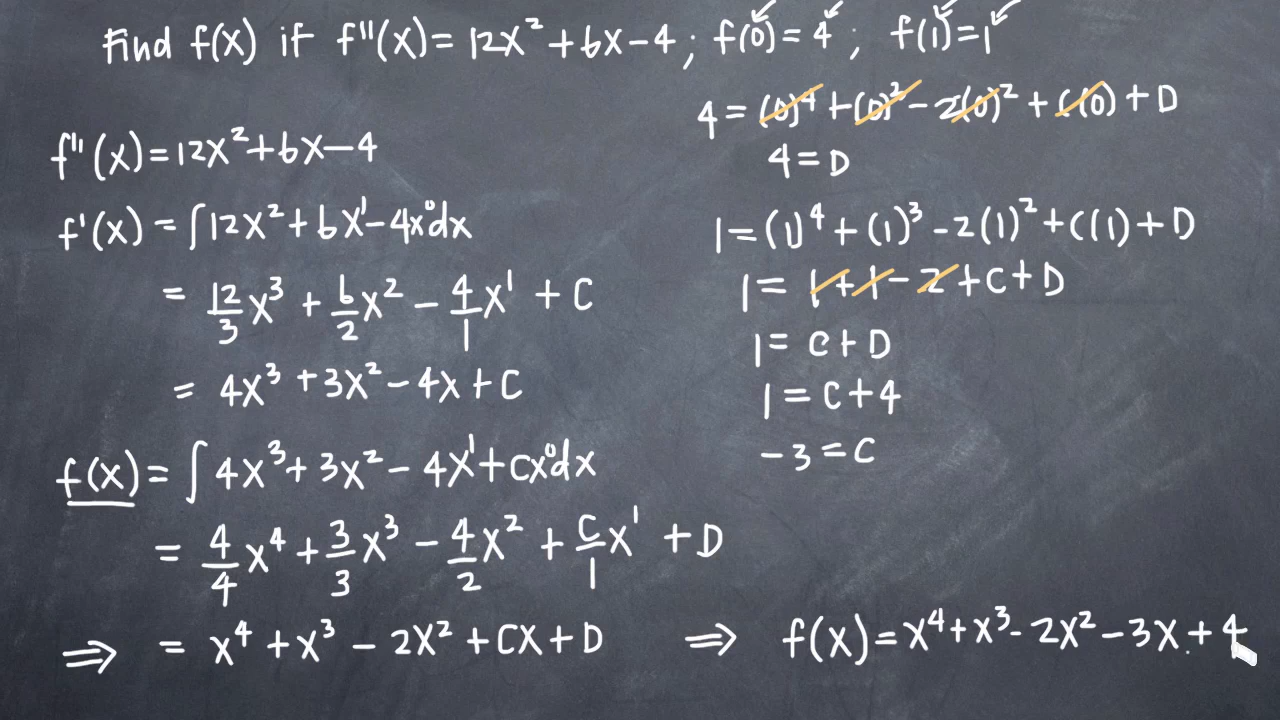 Find f(x) if f''(x) = 12x² + 6x - 4 ; f(0) = 4 ; f(1) = 1
f''(x) = 12x² + 6x - 4
f'(x) = ∫ 12x² + 6x¹ - 4x⁰dx
= 12/3 x³ + 6/2 x² - 4/1 x¹ + C
= 4x³ + 3x² - 4x + C
f(x) = ∫ 4x³ + 3x² - 4x¹ + Cx⁰dx
= 4/4 x⁴ + 3/3 x³ - 4/2 x² + C/1 x¹ + D
⇒ = x⁴ + x³ - 2x² + Cx + D
4 = (0)⁴ + (0)³ - 2(0)² + C(0) + D
4 = D
1 = (1)⁴ + (1)³ - 2(1)² + C(1) + D
1 = 1 + 1 - 2 + C + D
1 = C + D
1 = C + 4
-3 = C
⇒ f(x) = x⁴ + x³ - 2x² - 3x + 4